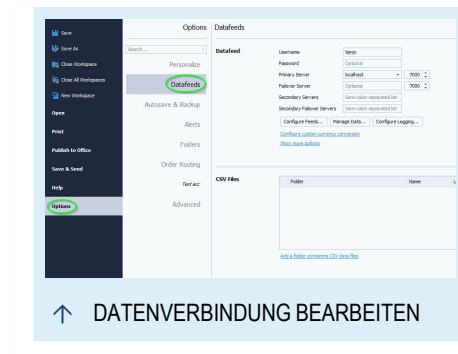 Save
Save As
Close Workspace
Close All Workspaces
New Workspace
Open
Print
Publish to Office
Save & Send
Help
Options
Options
Search...
Personalize
Datafeeds
Autosave & Backup
Alerts
Folders
Order Routing
Advanced
Datafeeds
Datafeed
Username
Password Optional
Primary Server localhost 7000
Failover Server Optional 7000
Secondary Servers Semi-colon separated list
Secondary Failover Servers Semi-colon separated list
Configure Feeds... Manage Data... Configure Logging...
Configure custom currency conversion
Show more options
CSV Files
Folder Name
Add a folder containing CSV data files
↑ DATENVERBINDUNG BEARBEITEN